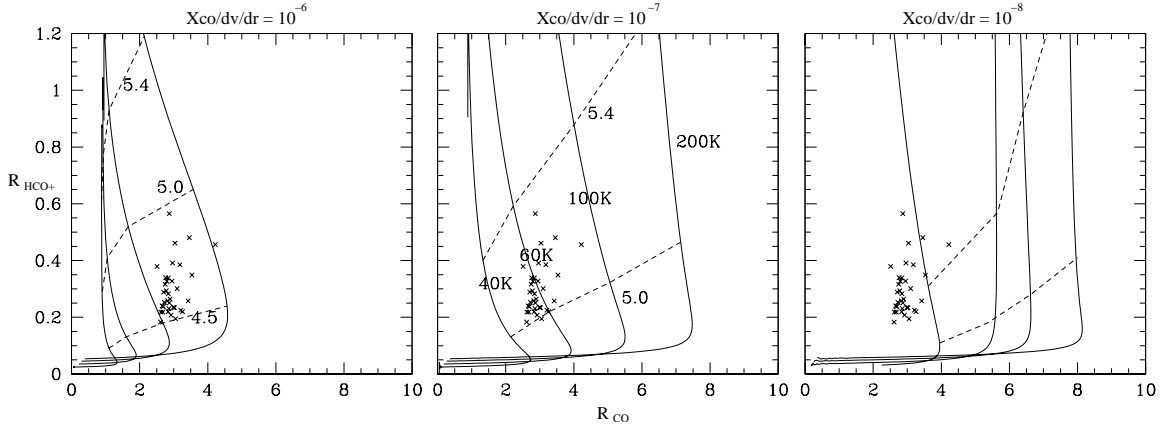 Xco/dv/dr = 10⁻⁶
Xco/dv/dr = 10⁻⁷
Xco/dv/dr = 10⁻⁸
R HCO+
1.2
1
0.8
0.6
0.4
0.2
0
5.4
5.0
4.5
5.4
200K
100K
60K
40K
5.0
0 2 4 6 8 10
0 2 4 6 8 10
0 2 4 6 8 10
R CO